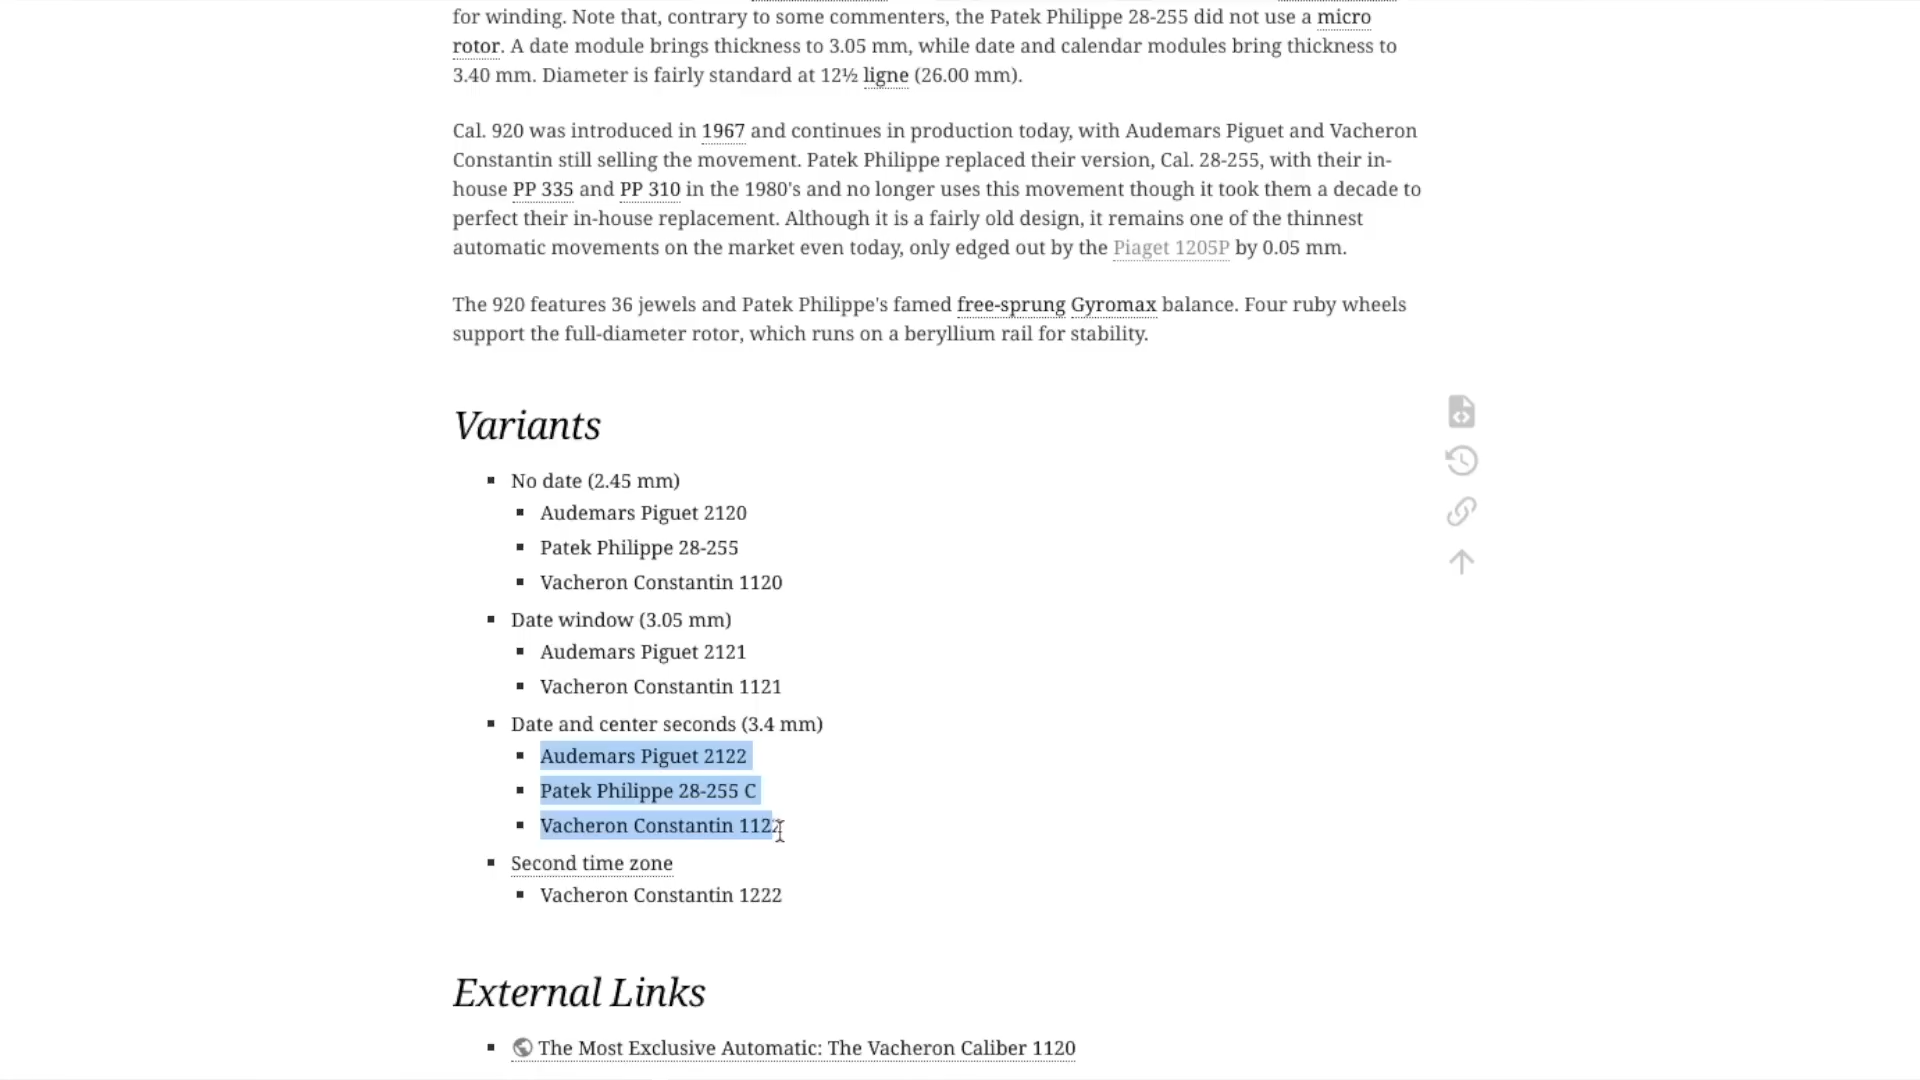 for winding. Note that, contrary to some commenters, the Patek Philippe 28-255 did not use a micro
rotor. A date module brings thickness to 3.05 mm, while date and calendar modules bring thickness to
3.40 mm. Diameter is fairly standard at 12½ ligne (26.00 mm).
Cal. 920 was introduced in 1967 and continues in production today, with Audemars Piguet and Vacheron
Constantin still selling the movement. Patek Philippe replaced their version, Cal. 28-255, with their in-
house PP 335 and PP 310 in the 1980's and no longer uses this movement though it took them a decade to
perfect their in-house replacement. Although it is a fairly old design, it remains one of the thinnest
automatic movements on the market even today, only edged out by the Piaget 1205P by 0.05 mm.
The 920 features 36 jewels and Patek Philippe's famed free-sprung Gyromax balance. Four ruby wheels
support the full-diameter rotor, which runs on a beryllium rail for stability.
Variants
No date (2.45 mm)
Audemars Piguet 2120
Patek Philippe 28-255
Vacheron Constantin 1120
Date window (3.05 mm)
Audemars Piguet 2121
Vacheron Constantin 1121
Date and center seconds (3.4 mm)
Audemars Piguet 2122
Patek Philippe 28-255 C
Vacheron Constantin 1122
Second time zone
Vacheron Constantin 1222
External Links
The Most Exclusive Automatic: The Vacheron Caliber 1120